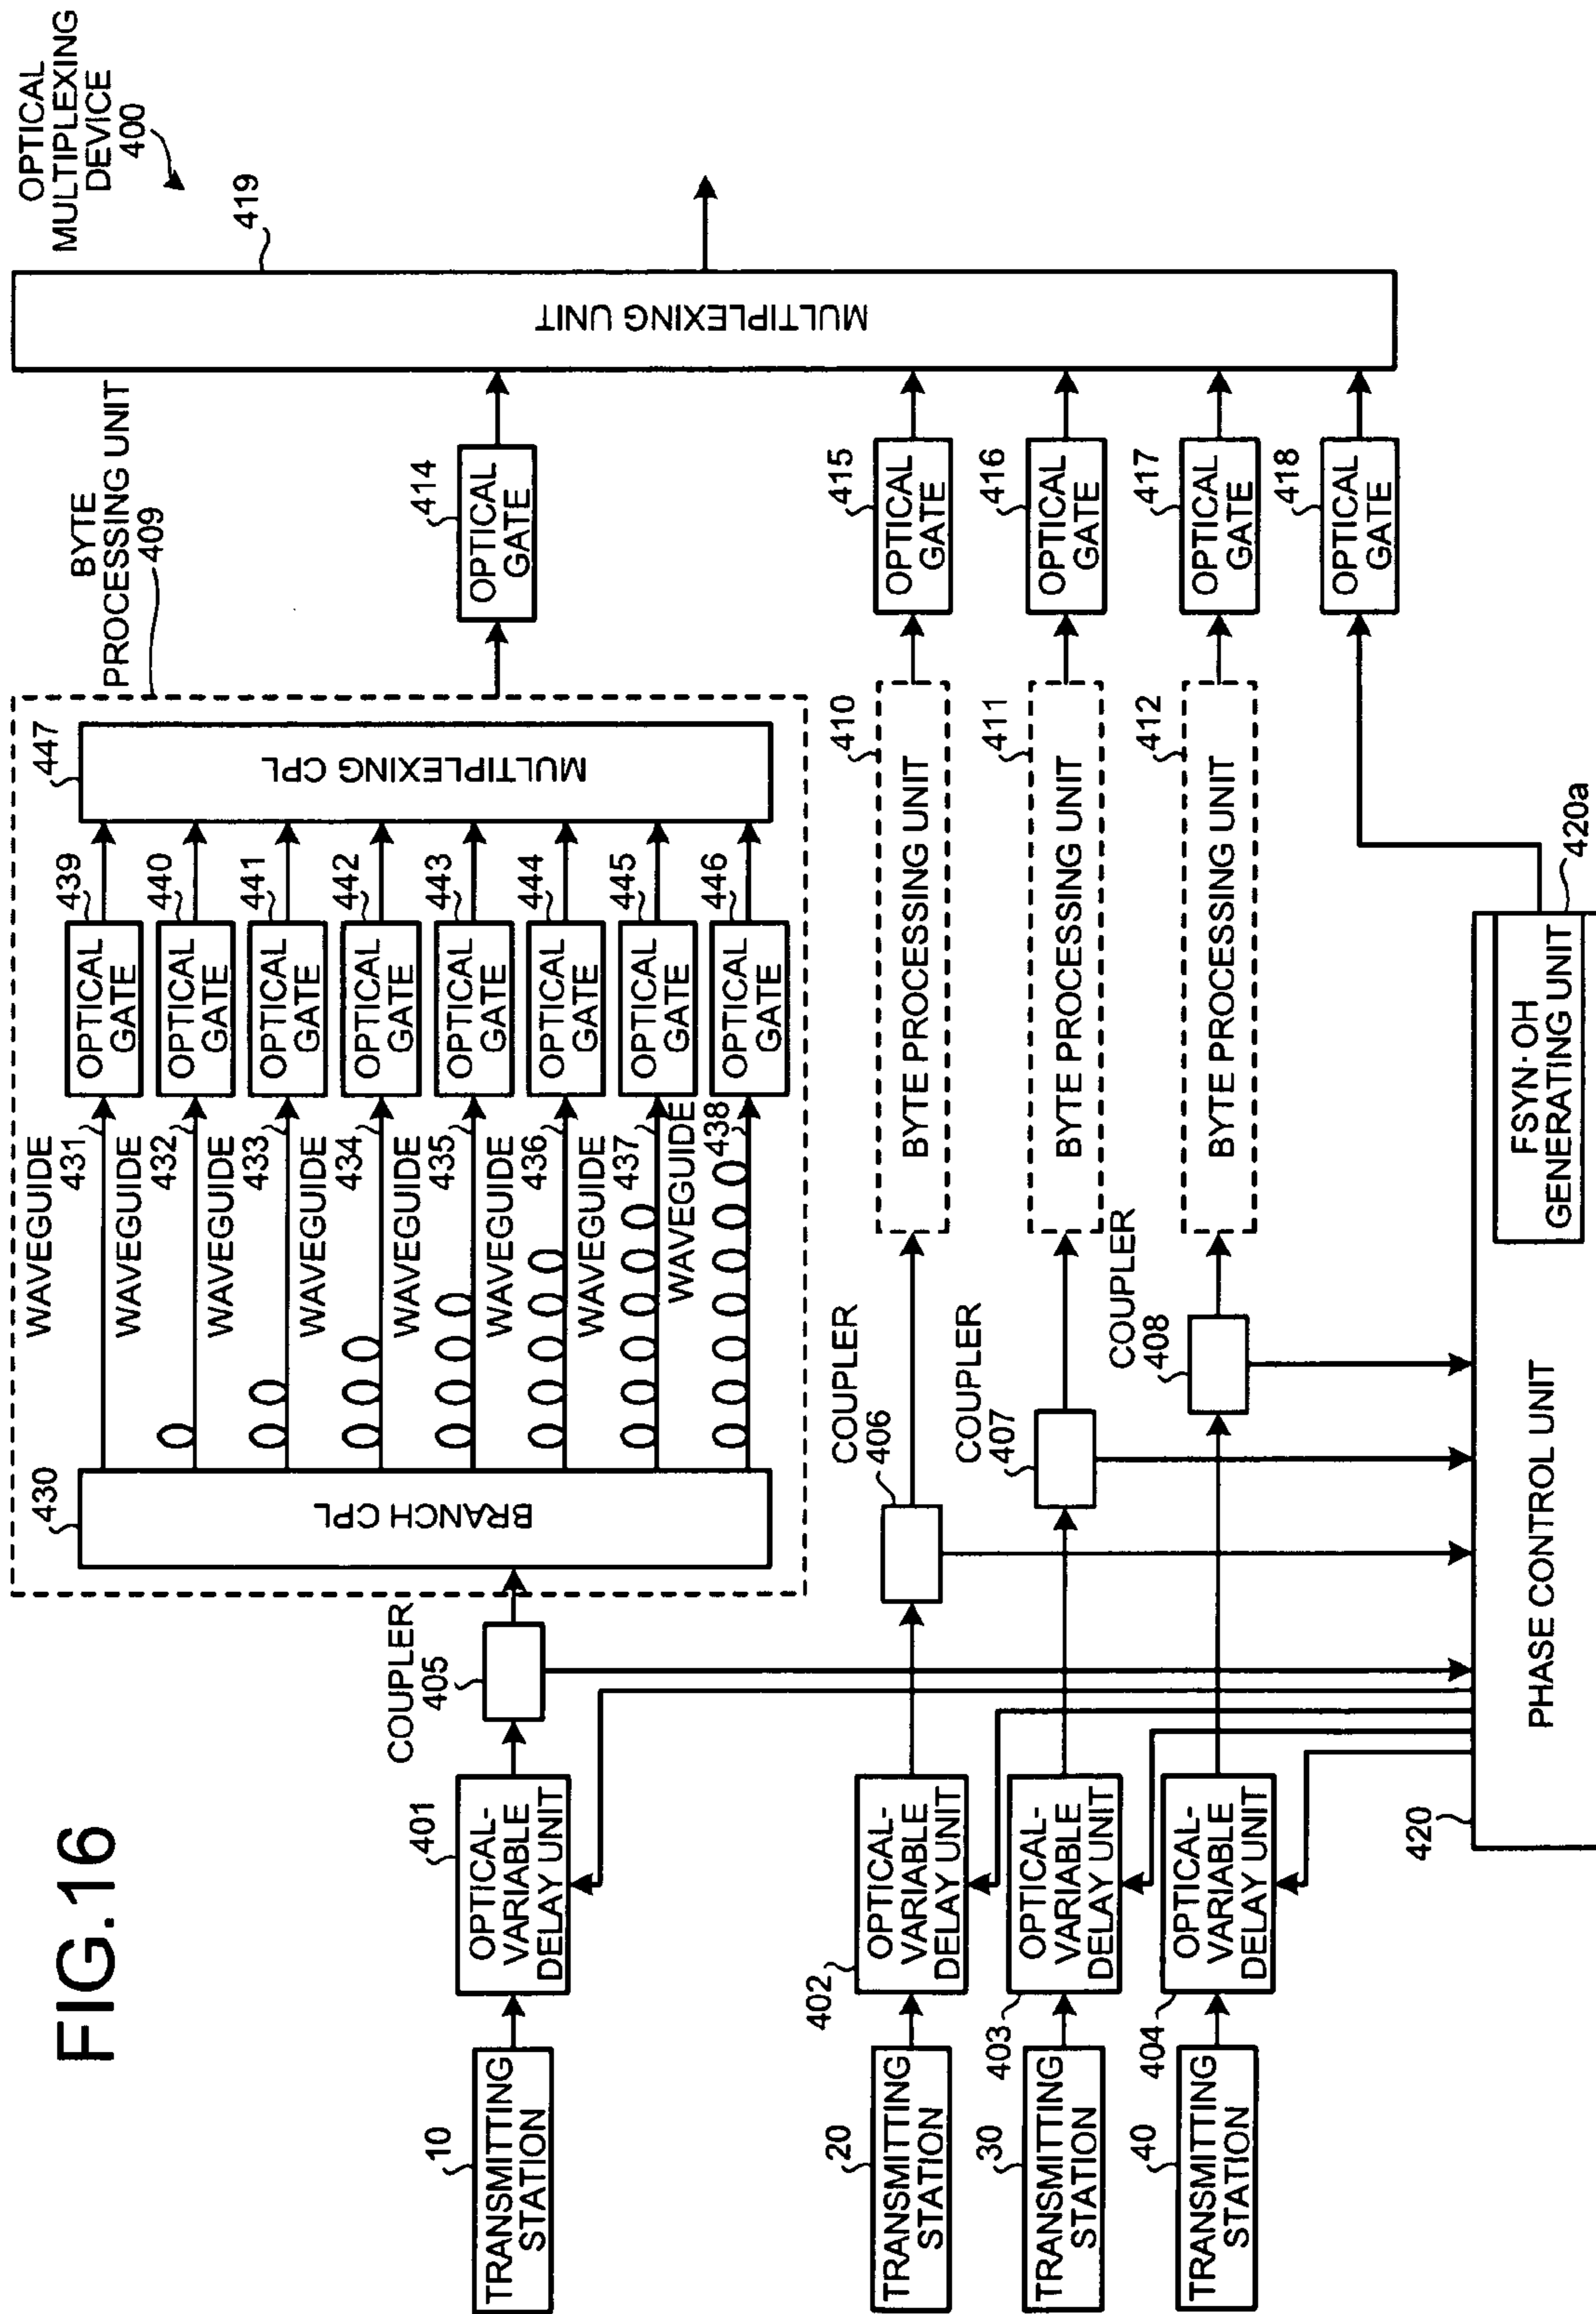 FIG.16
OPTICAL
MULTIPLEXING
DEVICE
400
419
MULTIPLEXING UNIT
BYTE
PROCESSING UNIT
409
430
BRANCH CPL
WAVEGUIDE
431
WAVEGUIDE
432
WAVEGUIDE
433
WAVEGUIDE
434
WAVEGUIDE
435
WAVEGUIDE
436
WAVEGUIDE
437
WAVEGUIDE
438
OPTICAL
GATE
439
OPTICAL
GATE
440
OPTICAL
GATE
441
OPTICAL
GATE
442
OPTICAL
GATE
443
OPTICAL
GATE
444
OPTICAL
GATE
445
OPTICAL
GATE
446
447
MULTIPLEXING CPL
414
OPTICAL
GATE
10
TRANSMITTING
STATION
401
OPTICAL-
VARIABLE
DELAY UNIT
COUPLER
405
20
TRANSMITTING
STATION
402
OPTICAL-
VARIABLE
DELAY UNIT
COUPLER
406
410
BYTE PROCESSING UNIT
415
OPTICAL
GATE
30
TRANSMITTING
STATION
403
OPTICAL-
VARIABLE
DELAY UNIT
COUPLER
407
411
BYTE PROCESSING UNIT
416
OPTICAL
GATE
40
TRANSMITTING
STATION
404
OPTICAL-
VARIABLE
DELAY UNIT
COUPLER
408
412
BYTE PROCESSING UNIT
417
OPTICAL
GATE
418
OPTICAL
GATE
420
PHASE CONTROL UNIT
FSYN·OH
GENERATING UNIT
420a